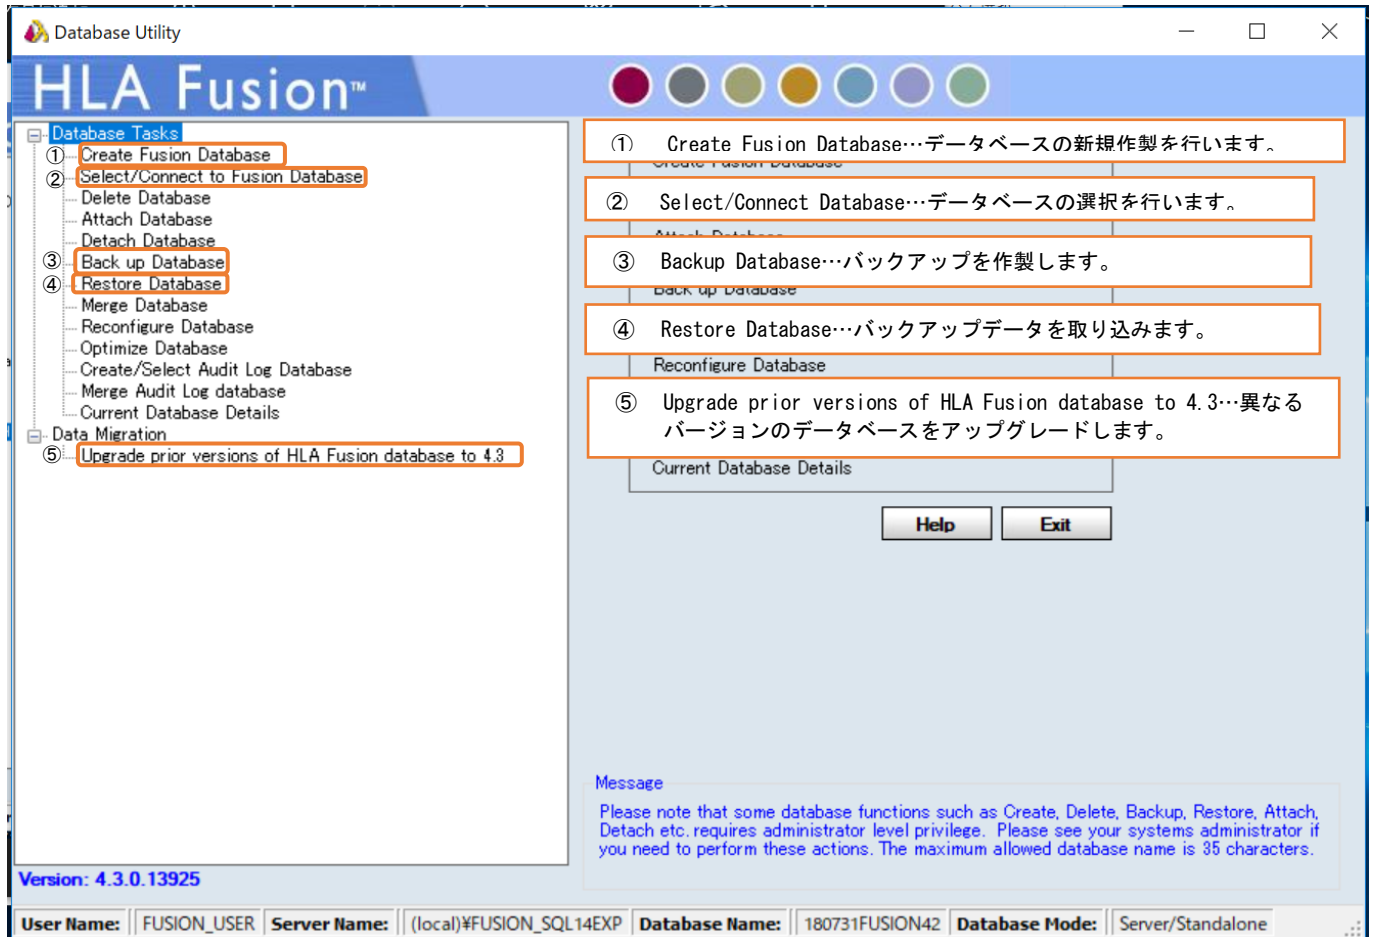 Database Utility
HLA Fusion™
Database Tasks
① Create Fusion Database
② Select/Connect to Fusion Database
Delete Database
Attach Database
Detach Database
③ Back up Database
④ Restore Database
Merge Database
Reconfigure Database
Optimize Database
Create/Select Audit Log Database
Merge Audit Log database
Current Database Details
Data Migration
⑤ Upgrade prior versions of HLA Fusion database to 4.3
① Create Fusion Database…データベースの新規作製を行います。
Create Fusion Database
② Select/Connect Database…データベースの選択を行います。
Attach Database
③ Backup Database…バックアップを作製します。
Back up Database
④ Restore Database…バックアップデータを取り込みます。
Reconfigure Database
⑤ Upgrade prior versions of HLA Fusion database to 4.3…異なる
バージョンのデータベースをアップグレードします。
Current Database Details
Help Exit
Message
Please note that some database functions such as Create, Delete, Backup, Restore, Attach,
Detach etc. requires administrator level privilege. Please see your systems administrator if
you need to perform these actions. The maximum allowed database name is 35 characters.
Version: 4.3.0.13925
User Name: FUSION_USER Server Name: (local)¥FUSION_SQL14EXP Database Name: 180731FUSION42 Database Mode: Server/Standalone